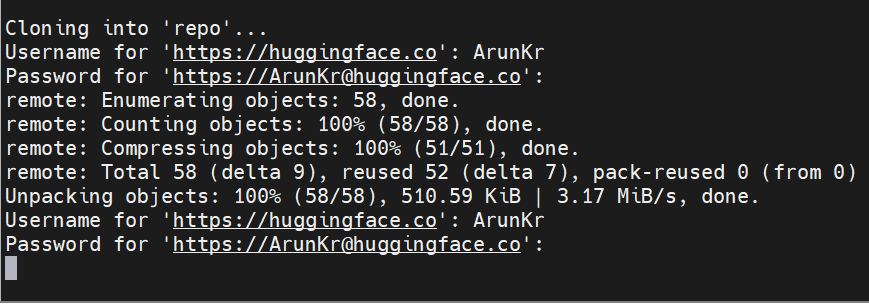 Cloning into 'repo'...
Username for 'https://huggingface.co': ArunKr
Password for 'https://ArunKr@huggingface.co':
remote: Enumerating objects: 58, done.
remote: Counting objects: 100% (58/58), done.
remote: Compressing objects: 100% (51/51), done.
remote: Total 58 (delta 9), reused 52 (delta 7), pack-reused 0 (from 0)
Unpacking objects: 100% (58/58), 510.59 KiB | 3.17 MiB/s, done.
Username for 'https://huggingface.co': ArunKr
Password for 'https://ArunKr@huggingface.co':